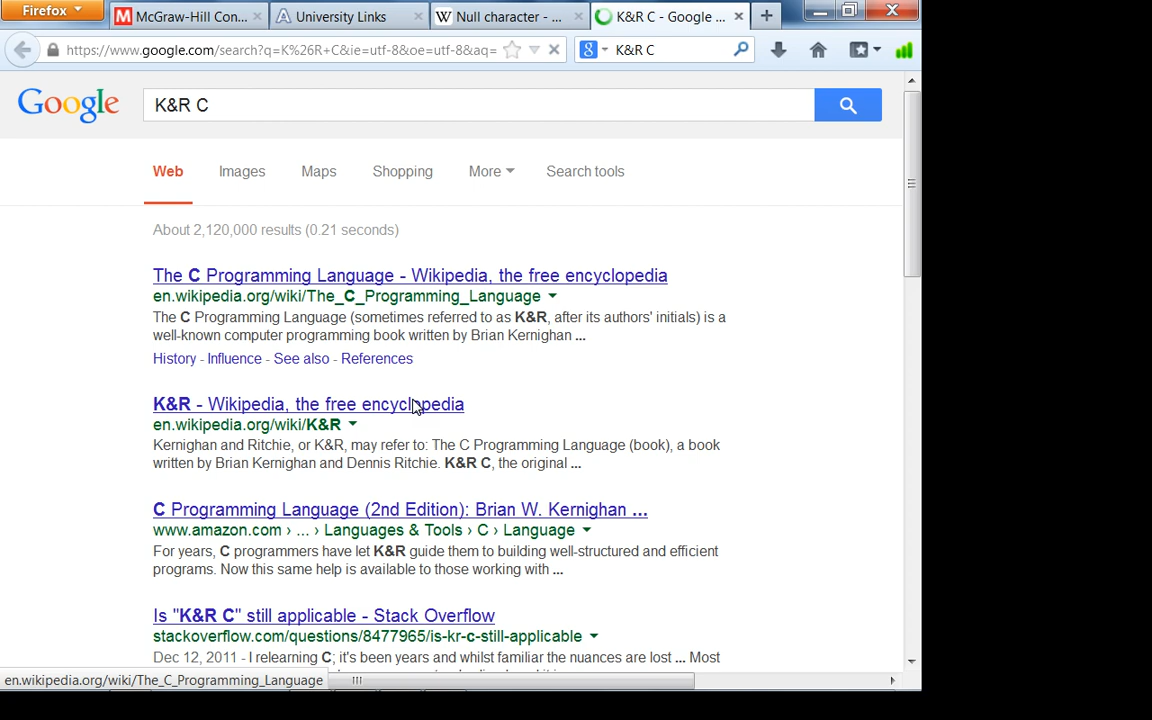 Firefox
McGraw-Hill Con...
University Links
W Null character - ...
K&R C - Google ...
https://www.google.com/search?q=K%26R+C&ie=utf-8&oe=utf-8&aq=
8 K&R C
Google
K&R C
Web Images Maps Shopping More Search tools
About 2,120,000 results (0.21 seconds)
The C Programming Language - Wikipedia, the free encyclopedia
en.wikipedia.org/wiki/The_C_Programming_Language
The C Programming Language (sometimes referred to as K&R, after its authors' initials) is a
well-known computer programming book written by Brian Kernighan ...
History - Influence - See also - References
K&R - Wikipedia, the free encyclopedia
en.wikipedia.org/wiki/K&R
Kernighan and Ritchie, or K&R, may refer to: The C Programming Language (book), a book
written by Brian Kernighan and Dennis Ritchie. K&R C, the original ...
C Programming Language (2nd Edition): Brian W. Kernighan ...
www.amazon.com › ... › Languages & Tools › C › Language
For years, C programmers have let K&R guide them to building well-structured and efficient
programs. Now this same help is available to those working with ...
Is "K&R C" still applicable - Stack Overflow
stackoverflow.com/questions/8477965/is-kr-c-still-applicable
Dec 12, 2011 - I relearning C; it's been years and whilst familiar the nuances are lost ... Most
en.wikipedia.org/wiki/The_C_Programming_Language